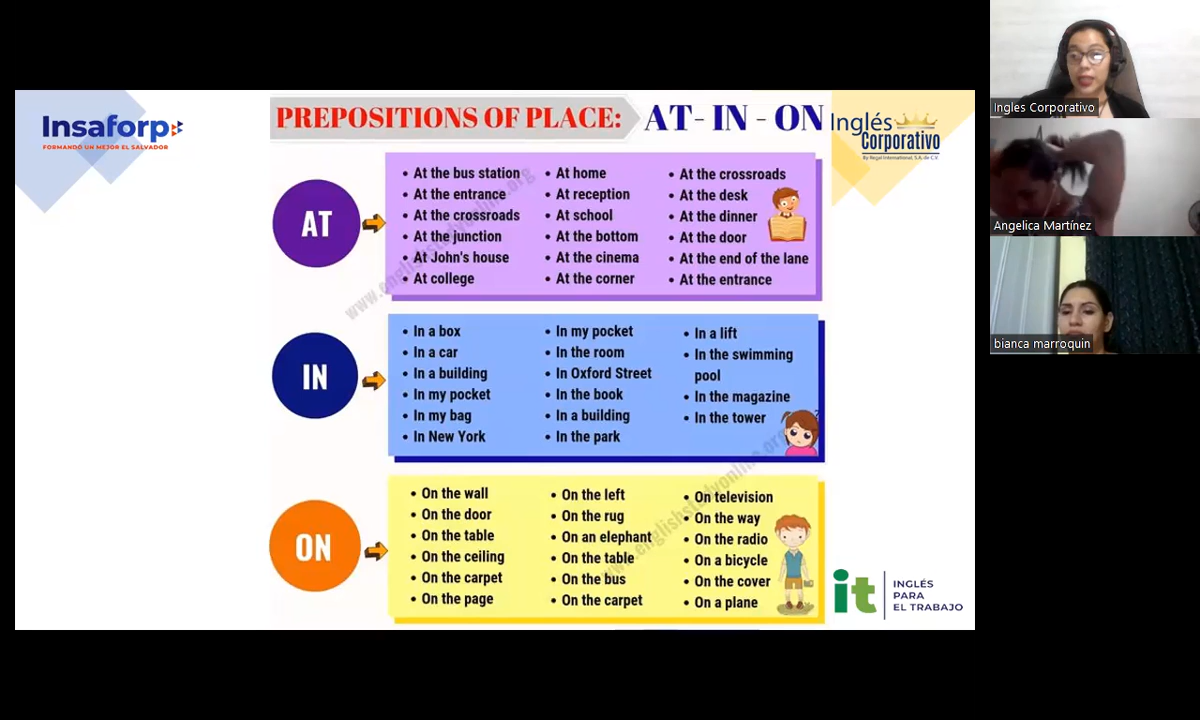 Insaforp
FORMANDO UN MEJOR EL SALVADOR
PREPOSITIONS OF PLACE:
AT- IN - ON
Inglés
Corporativo
By Regal International, S.A. de C.V.
AT
• At the bus station
• At the entrance
• At the crossroads
• At the junction
• At John's house
• At college
• At home
• At reception
• At school
• At the bottom
• At the cinema
• At the corner
• At the crossroads
• At the desk
• At the dinner
• At the door
• At the end of the lane
• At the entrance
www.englishstudyonline.org
IN
• In a box
• In a car
• In a building
• In my pocket
• In my bag
• In New York
• In my pocket
• In the room
• In Oxford Street
• In the book
• In a building
• In the park
• In a lift
• In the swimming
pool
• In the magazine
• In the tower
ON
• On the wall
• On the door
• On the table
• On the ceiling
• On the carpet
• On the page
• On the left
• On the rug
• On an elephant
• On the table
• On the bus
• On the carpet
• On television
• On the way
• On the radio
• On a bicycle
• On the cover
• On a plane
www.englishstudyonline.org
it
INGLÉS
PARA
EL TRABAJO
Ingles Corporativo
Angelica Martínez
bianca marroquin